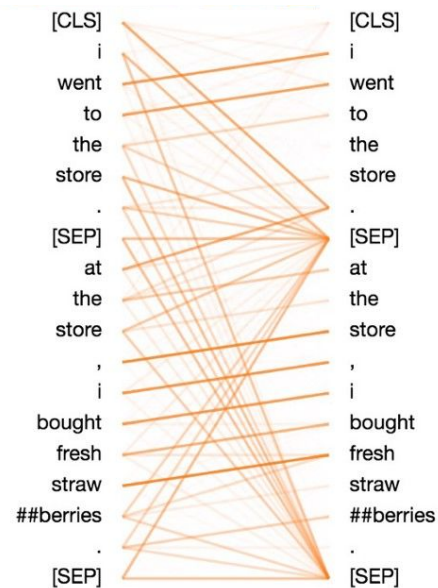 [CLS] [CLS]
i i
went went
to to
the the
store store
. .
[SEP] [SEP]
at at
the the
store store
, ,
i i
bought bought
fresh fresh
straw straw
##berries ##berries
. .
[SEP] [SEP]